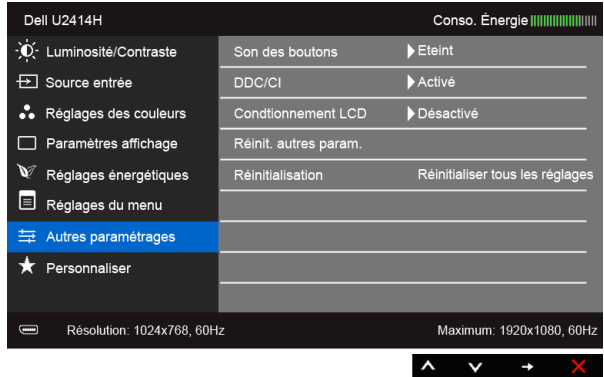 Dell U2414H Conso. Énergie
Luminosité/Contraste Son des boutons Eteint
Source entrée DDC/CI Activé
Réglages des couleurs Condtionnement LCD Désactivé
Paramètres affichage Réinit. autres param.
Réglages énergétiques Réinitialisation Réinitialiser tous les réglages
Réglages du menu
Autres paramétrages
Personnaliser
Résolution: 1024x768, 60Hz Maximum: 1920x1080, 60Hz